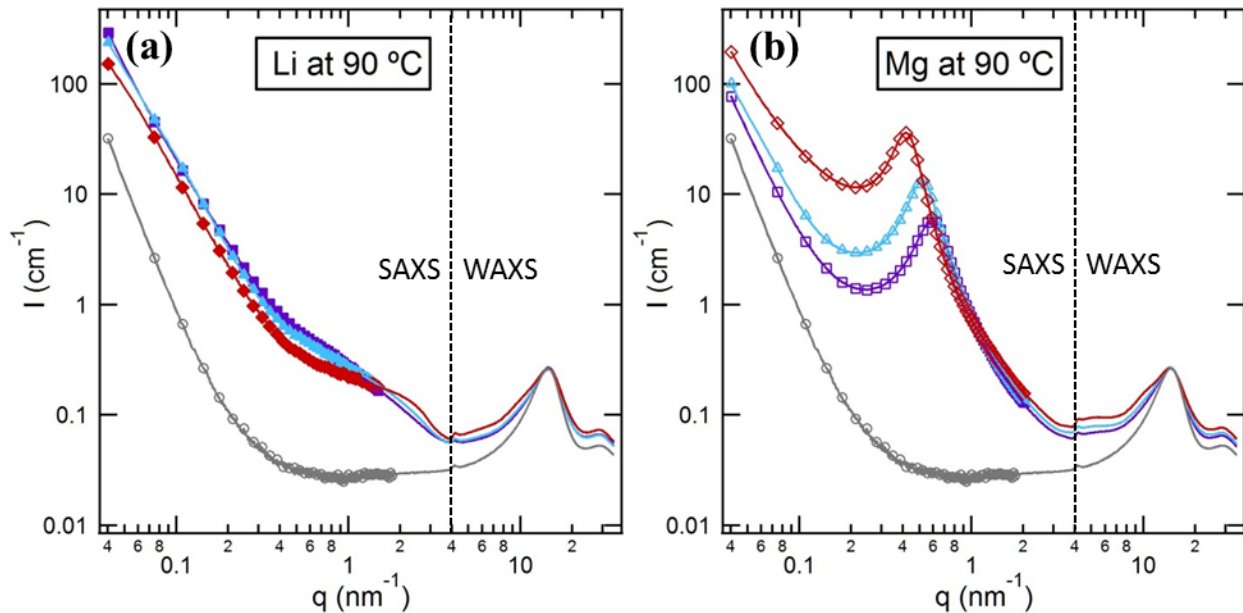 (a)
Li at 90 ºC
100
10
1
0.1
0.01
I (cm-1)
SAXS WAXS
4 6 8 0.1 2 4 6 8 1 2 4 6 8 10 2
q (nm-1)
(b)
Mg at 90 ºC
100
10
1
0.1
0.01
I (cm-1)
SAXS WAXS
4 6 8 0.1 2 4 6 8 1 2 4 6 8 10 2
q (nm-1)